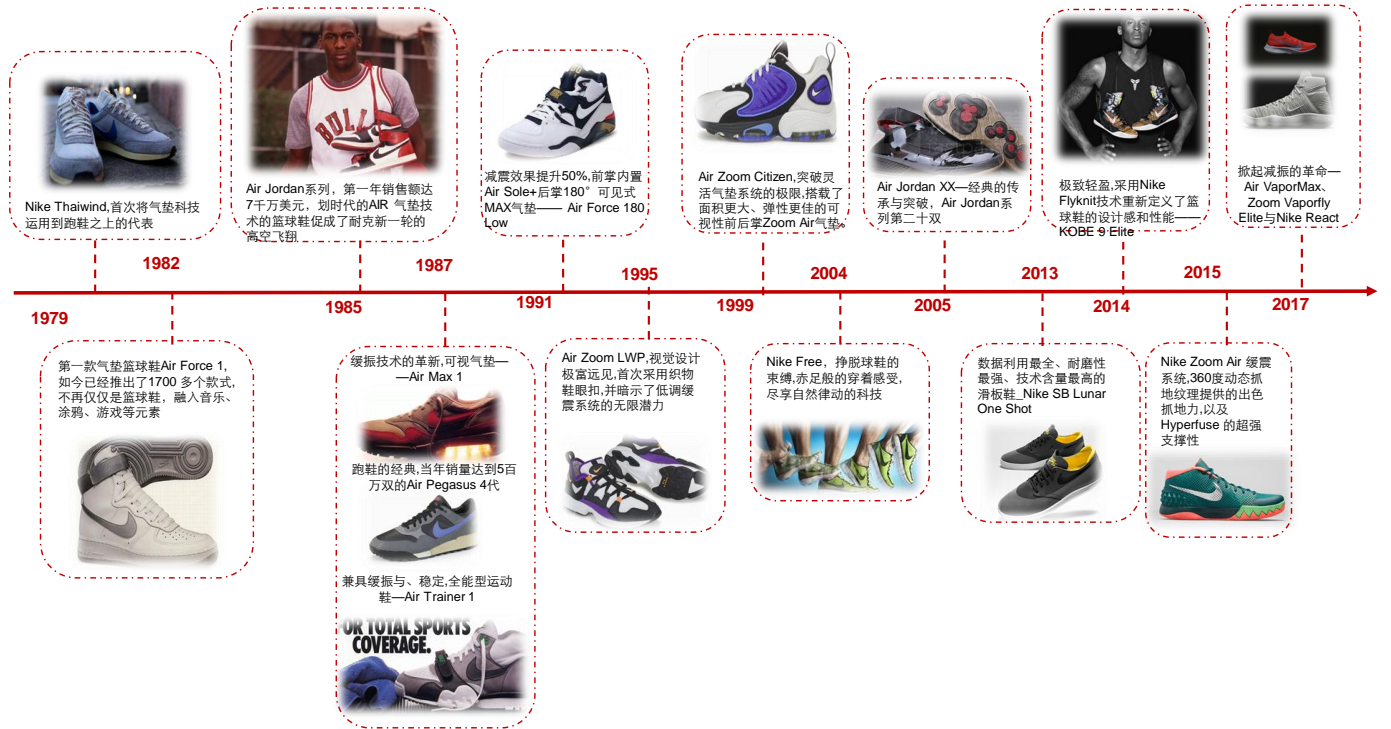 Nike Thaiwind,首次将气垫科技
运用到跑鞋之上的代表
Air Jordan系列，第一年销售额达
7千万美元，划时代的AIR 气垫技
术的篮球鞋促成了耐克新一轮的
高空飞翔
减震效果提升50%,前掌内置
Air Sole+后掌180°可见式
MAX气垫—— Air Force 180
Low
Air Zoom Citizen,突破灵
活气垫系统的极限,搭载了
面积更大、弹性更佳的可
视性前后掌Zoom Air气垫。
Air Jordan XX—经典的传
承与突破，Air Jordan系
列第二十双
极致轻盈,采用Nike
Flyknit技术重新定义了篮
球鞋的设计感和性能——
KOBE 9 Elite
掀起减振的革命—
Air VaporMax、
Zoom Vaporfly
Elite与Nike React
1982
1987
1995
2004
2013
2015
1979
1985
1991
1999
2005
2014
2017
第一款气垫篮球鞋Air Force 1,
如今已经推出了1700 多个款式,
不再仅仅是篮球鞋，融入音乐、
涂鸦、游戏等元素
缓振技术的革新,可视气垫—
—Air Max 1
跑鞋的经典,当年销量达到5百
万双的Air Pegasus 4代
兼具缓振与、稳定,全能型运动
鞋—Air Trainer 1
OR TOTAL SPORTS
COVERAGE.
Air Zoom LWP,视觉设计
极富远见,首次采用织物
鞋眼扣,并暗示了低调缓
震系统的无限潜力
Nike Free，挣脱球鞋的
束缚,赤足般的穿着感受,
尽享自然律动的科技
数据利用最全、耐磨性
最强、技术含量最高的
滑板鞋_Nike SB Lunar
One Shot
Nike Zoom Air 缓震
系统,360度动态抓
地纹理提供的出色
抓地力,以及
Hyperfuse 的超强
支撑性
BULL